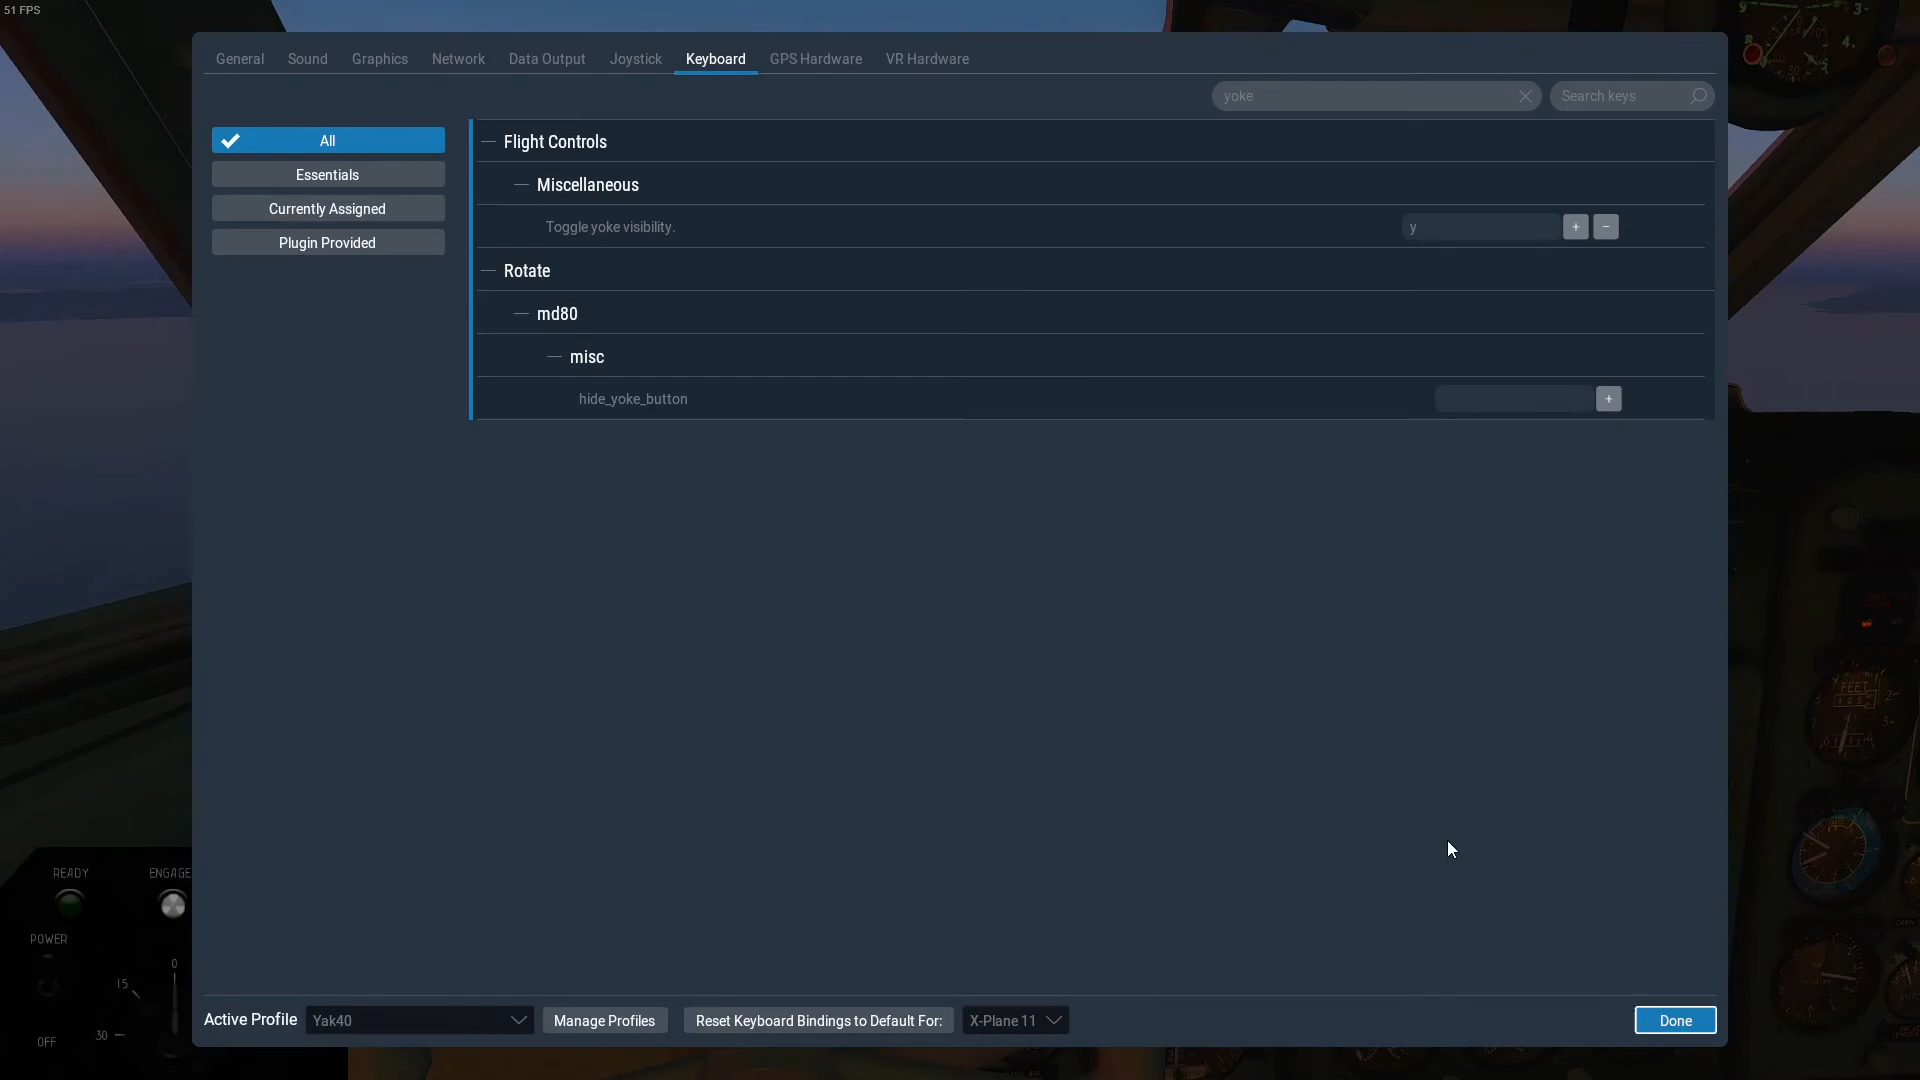 51 FPS
General Sound Graphics Network Data Output Joystick Keyboard GPS Hardware VR Hardware
yoke Search keys
All
Essentials
Currently Assigned
Plugin Provided
Flight Controls
Miscellaneous
Toggle yoke visibility. y + −
Rotate
md80
misc
hide_yoke_button +
READY ENGAGE
POWER
0
15
30
OFF
FEET
Active Profile Yak40 Manage Profiles Reset Keyboard Bindings to Default For: X-Plane 11 Done